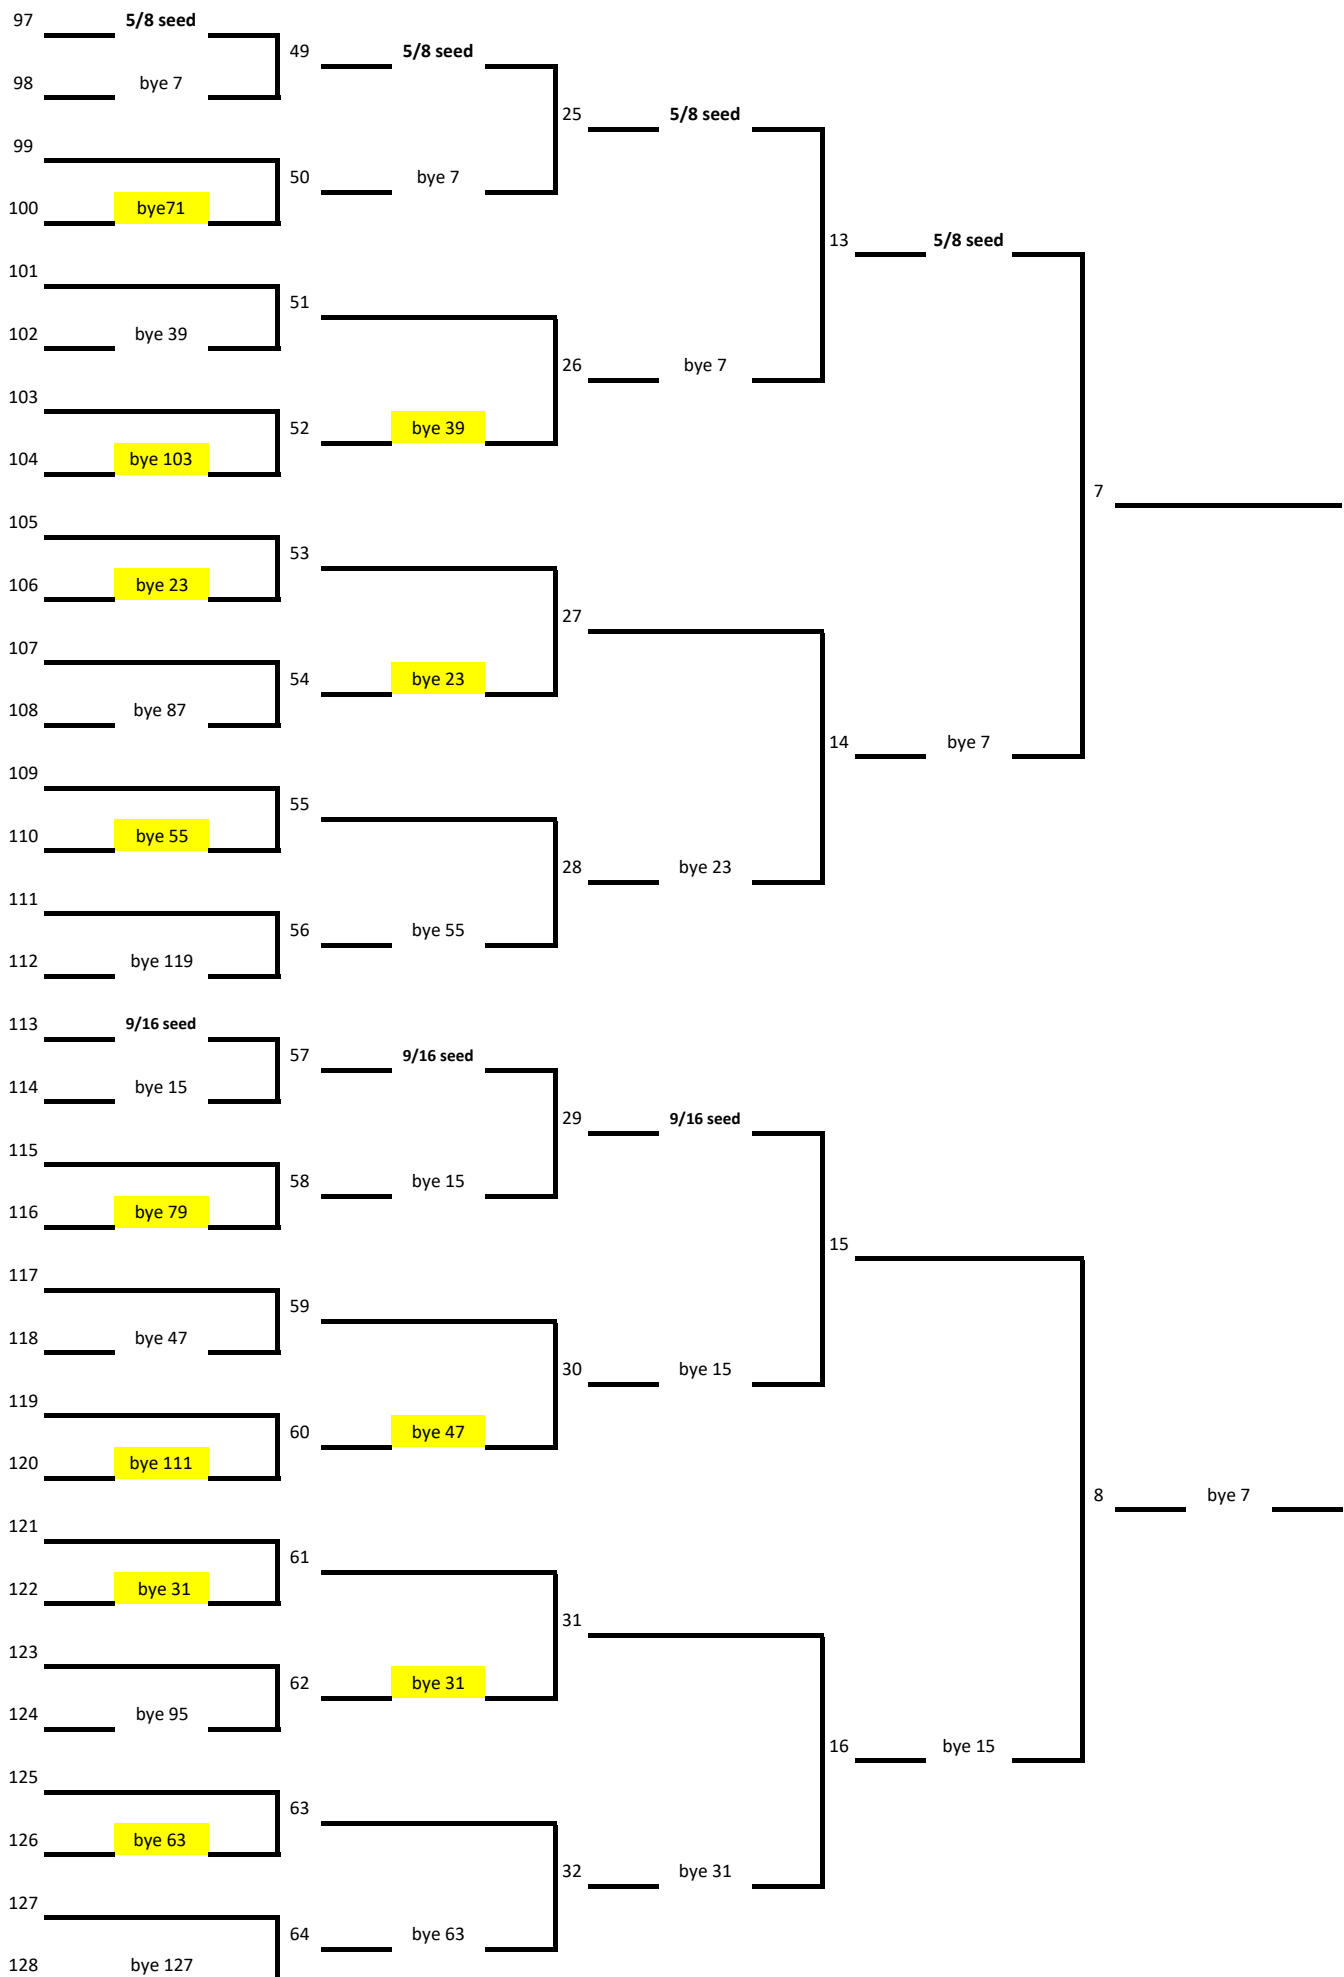 97 5/8 seed
49 5/8 seed
98 bye 7
25 5/8 seed
99
50 bye 7
100 bye71
13 5/8 seed
101
51
102 bye 39
26 bye 7
103
52 bye 39
104 bye 103
7
105
53
106 bye 23
27
107
54 bye 23
108 bye 87
14 bye 7
109
55
110 bye 55
28 bye 23
111
56 bye 55
112 bye 119
113 9/16 seed
57 9/16 seed
114 bye 15
29 9/16 seed
115
58 bye 15
116 bye 79
15
117
59
118 bye 47
30 bye 15
119
60 bye 47
120 bye 111
8 bye 7
121
61
122 bye 31
31
123
62 bye 31
124 bye 95
16 bye 15
125
63
126 bye 63
32 bye 31
127
64 bye 63
128 bye 127